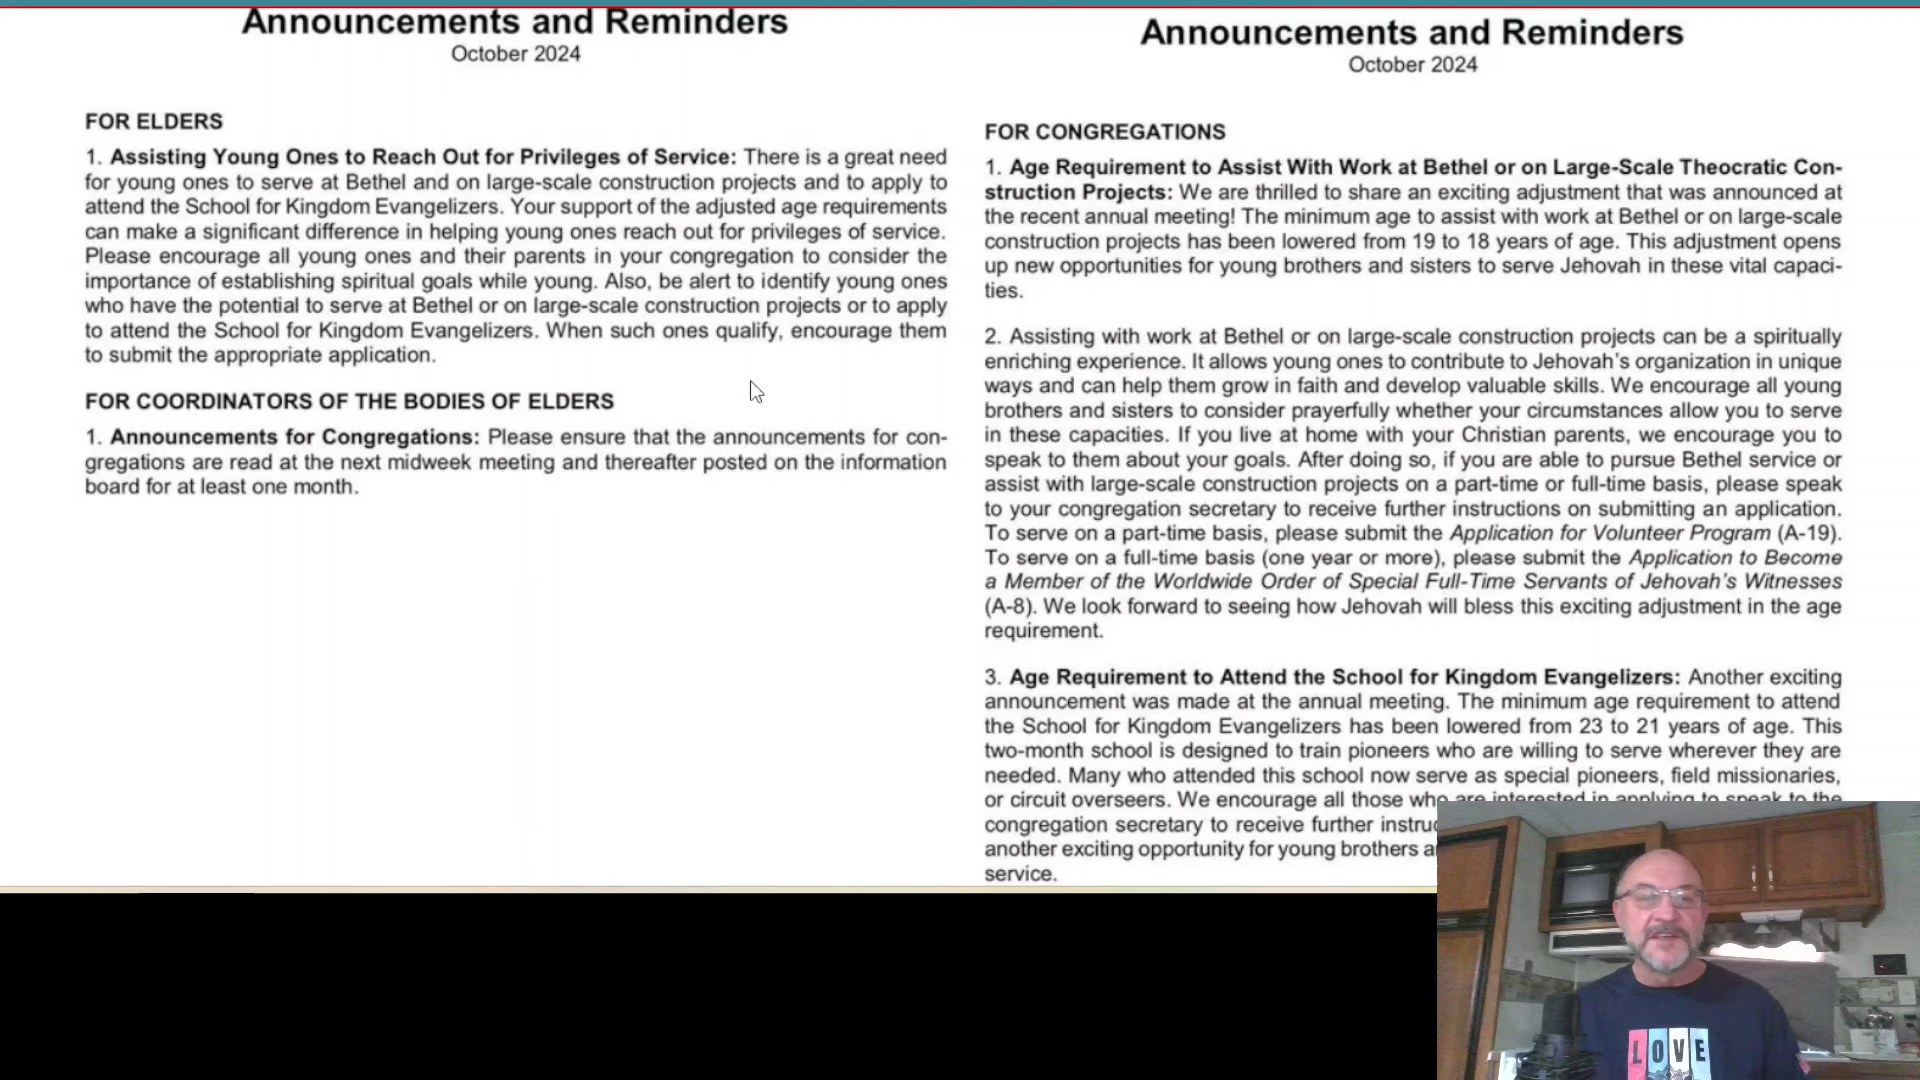 Announcements and Reminders
October 2024
FOR ELDERS
1. Assisting Young Ones to Reach Out for Privileges of Service: There is a great need
for young ones to serve at Bethel and on large-scale construction projects and to apply to
attend the School for Kingdom Evangelizers. Your support of the adjusted age requirements
can make a significant difference in helping young ones reach out for privileges of service.
Please encourage all young ones and their parents in your congregation to consider the
importance of establishing spiritual goals while young. Also, be alert to identify young ones
who have the potential to serve at Bethel or on large-scale construction projects or to apply
to attend the School for Kingdom Evangelizers. When such ones qualify, encourage them
to submit the appropriate application.
FOR COORDINATORS OF THE BODIES OF ELDERS
1. Announcements for Congregations: Please ensure that the announcements for con-
gregations are read at the next midweek meeting and thereafter posted on the information
board for at least one month.
Announcements and Reminders
October 2024
FOR CONGREGATIONS
1. Age Requirement to Assist With Work at Bethel or on Large-Scale Theocratic Con-
struction Projects: We are thrilled to share an exciting adjustment that was announced at
the recent annual meeting! The minimum age to assist with work at Bethel or on large-scale
construction projects has been lowered from 19 to 18 years of age. This adjustment opens
up new opportunities for young brothers and sisters to serve Jehovah in these vital capaci-
ties.
2. Assisting with work at Bethel or on large-scale construction projects can be a spiritually
enriching experience. It allows young ones to contribute to Jehovah's organization in unique
ways and can help them grow in faith and develop valuable skills. We encourage all young
brothers and sisters to consider prayerfully whether your circumstances allow you to serve
in these capacities. If you live at home with your Christian parents, we encourage you to
speak to them about your goals. After doing so, if you are able to pursue Bethel service or
assist with large-scale construction projects on a part-time or full-time basis, please speak
to your congregation secretary to receive further instructions on submitting an application.
To serve on a part-time basis, please submit the Application for Volunteer Program (A-19).
To serve on a full-time basis (one year or more), please submit the Application to Become
a Member of the Worldwide Order of Special Full-Time Servants of Jehovah's Witnesses
(A-8). We look forward to seeing how Jehovah will bless this exciting adjustment in the age
requirement.
3. Age Requirement to Attend the School for Kingdom Evangelizers: Another exciting
announcement was made at the annual meeting. The minimum age requirement to attend
the School for Kingdom Evangelizers has been lowered from 23 to 21 years of age. This
two-month school is designed to train pioneers who are willing to serve wherever they are
needed. Many who attended this school now serve as special pioneers, field missionaries,
or circuit overseers. We encourage all those who are interested in applying to speak to the
congregation secretary to receive further instruc
another exciting opportunity for young brothers a
service.
LOVE